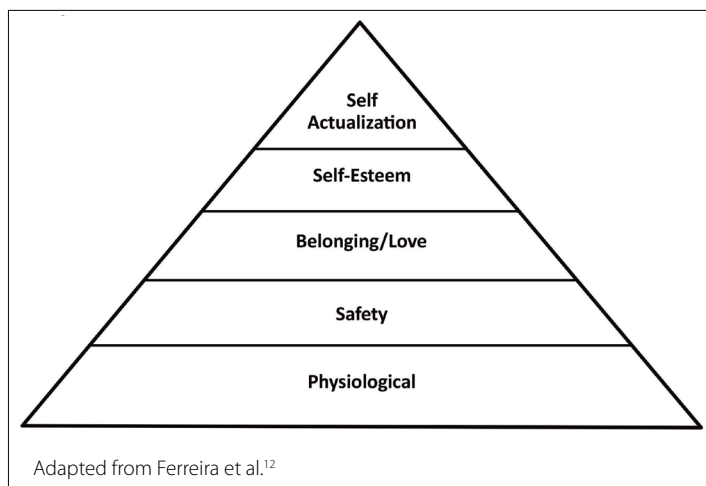 Self
Actualization
Self-Esteem
Belonging/Love
Safety
Physiological
Adapted from Ferreira et al.¹²